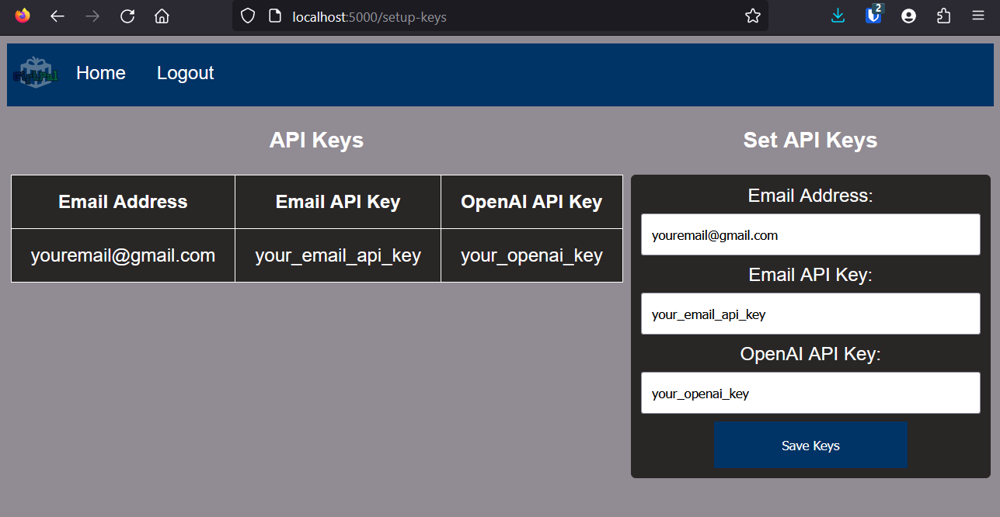 localhost:5000/setup-keys
2
GiftPal
Home Logout
API Keys
Email Address Email API Key OpenAI API Key
youremail@gmail.com your_email_api_key your_openai_key
Set API Keys
Email Address:
youremail@gmail.com
Email API Key:
your_email_api_key
OpenAI API Key:
your_openai_key
Save Keys